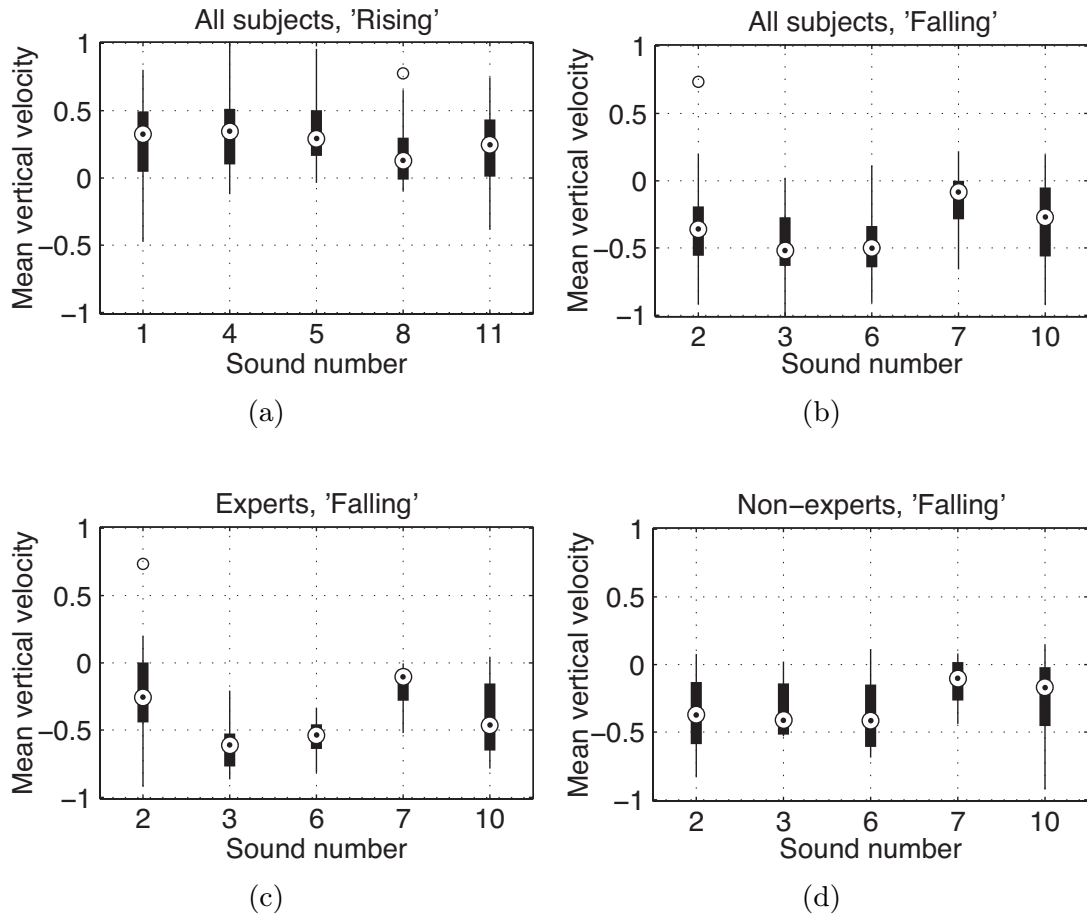 All subjects, 'Rising'
Mean vertical velocity
1
0.5
0
−0.5
−1
1 4 5 8 11
Sound number
(a)
All subjects, 'Falling'
Mean vertical velocity
1
0.5
0
−0.5
−1
2 3 6 7 10
Sound number
(b)
Experts, 'Falling'
Mean vertical velocity
1
0.5
0
−0.5
−1
2 3 6 7 10
Sound number
(c)
Non−experts, 'Falling'
Mean vertical velocity
1
0.5
0
−0.5
−1
2 3 6 7 10
Sound number
(d)